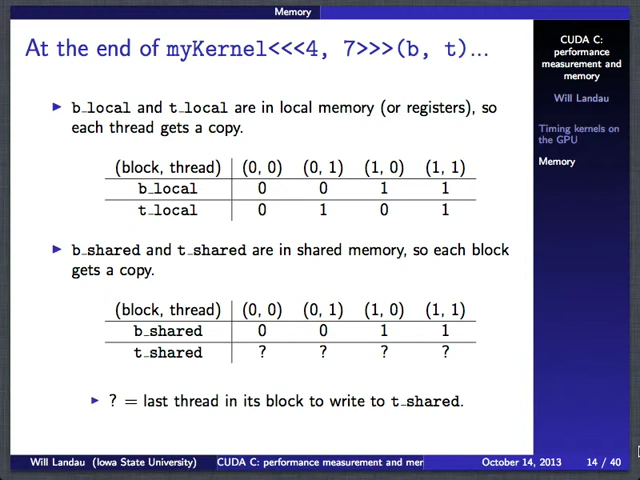 Memory
At the end of myKernel<<<4, 7>>>(b, t)...
▶ b_local and t_local are in local memory (or registers), so
each thread gets a copy.
(block, thread) (0, 0) (0, 1) (1, 0) (1, 1)
b_local 0 0 1 1
t_local 0 1 0 1
▶ b_shared and t_shared are in shared memory, so each block
gets a copy.
(block, thread) (0, 0) (0, 1) (1, 0) (1, 1)
b_shared 0 0 1 1
t_shared ? ? ? ?
▶ ? = last thread in its block to write to t_shared.
CUDA C:
performance
measurement and
memory
Will Landau
Timing kernels on
the GPU
Memory
Will Landau (Iowa State University) CUDA C: performance measurement and mer October 14, 2013 14 / 40